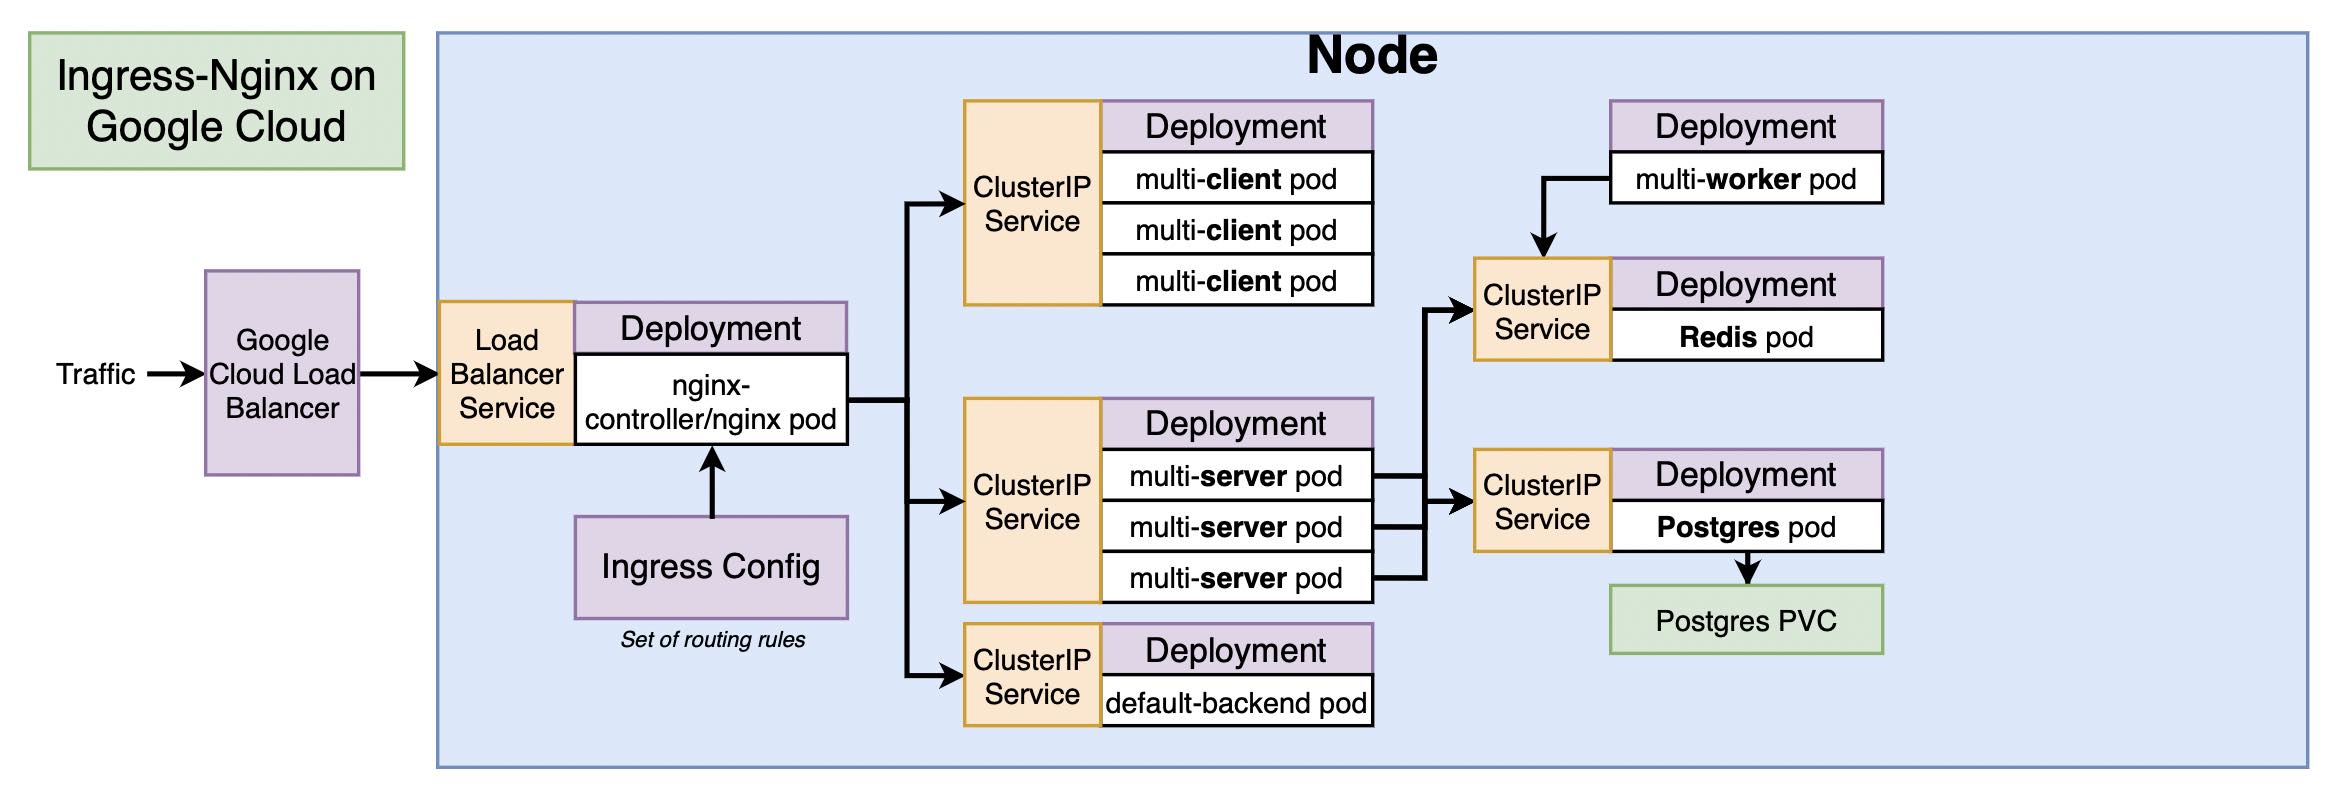 Ingress-Nginx on
Google Cloud
Node
Traffic
Google
Cloud Load
Balancer
Load
Balancer
Service
Deployment
nginx-
controller/nginx pod
Ingress Config
Set of routing rules
ClusterIP
Service
Deployment
multi-client pod
multi-client pod
multi-client pod
ClusterIP
Service
Deployment
multi-server pod
multi-server pod
multi-server pod
ClusterIP
Service
Deployment
default-backend pod
Deployment
multi-worker pod
ClusterIP
Service
Deployment
Redis pod
ClusterIP
Service
Deployment
Postgres pod
Postgres PVC